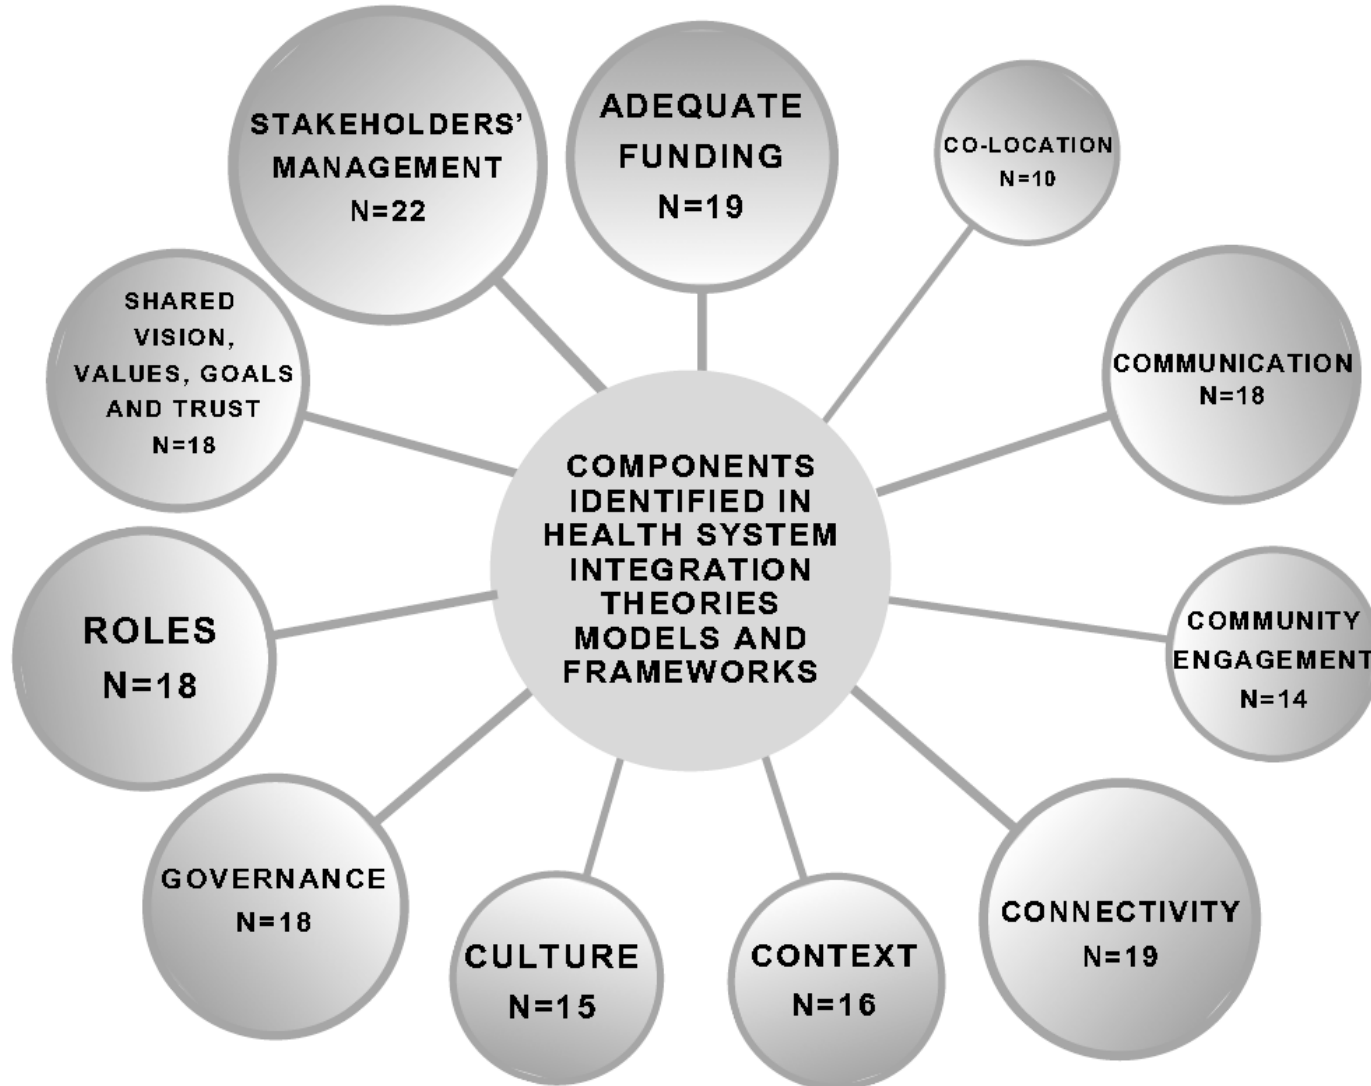 STAKEHOLDERS'
MANAGEMENT
N=22
ADEQUATE
FUNDING
N=19
CO-LOCATION
N=10
SHARED
VISION,
VALUES, GOALS
AND TRUST
N=18
COMMUNICATION
N=18
COMPONENTS
IDENTIFIED IN
HEALTH SYSTEM
INTEGRATION
THEORIES
MODELS AND
FRAMEWORKS
ROLES
N=18
COMMUNITY
ENGAGEMENT
N=14
GOVERNANCE
N=18
CULTURE
N=15
CONTEXT
N=16
CONNECTIVITY
N=19